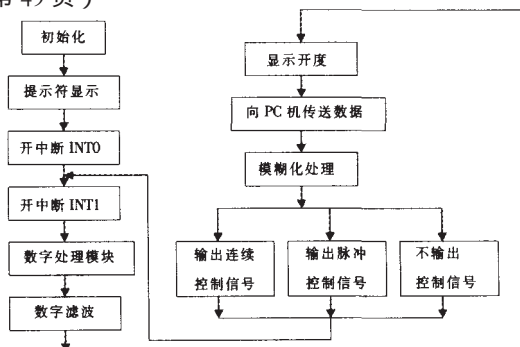 第 49 页）
初始化
提示符显示
开中断 INT0
开中断 INT1
数字处理模块
数字滤波
显示开度
向 PC 机传送数据
模糊化处理
输出连续
控制信号
输出脉冲
控制信号
不输出
控制信号